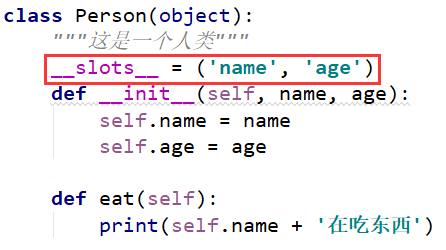 class Person(object):
    """这是一个人类"""
    __slots__ = ('name', 'age')
    def __init__(self, name, age):
        self.name = name
        self.age = age

    def eat(self):
        print(self.name + '在吃东西')